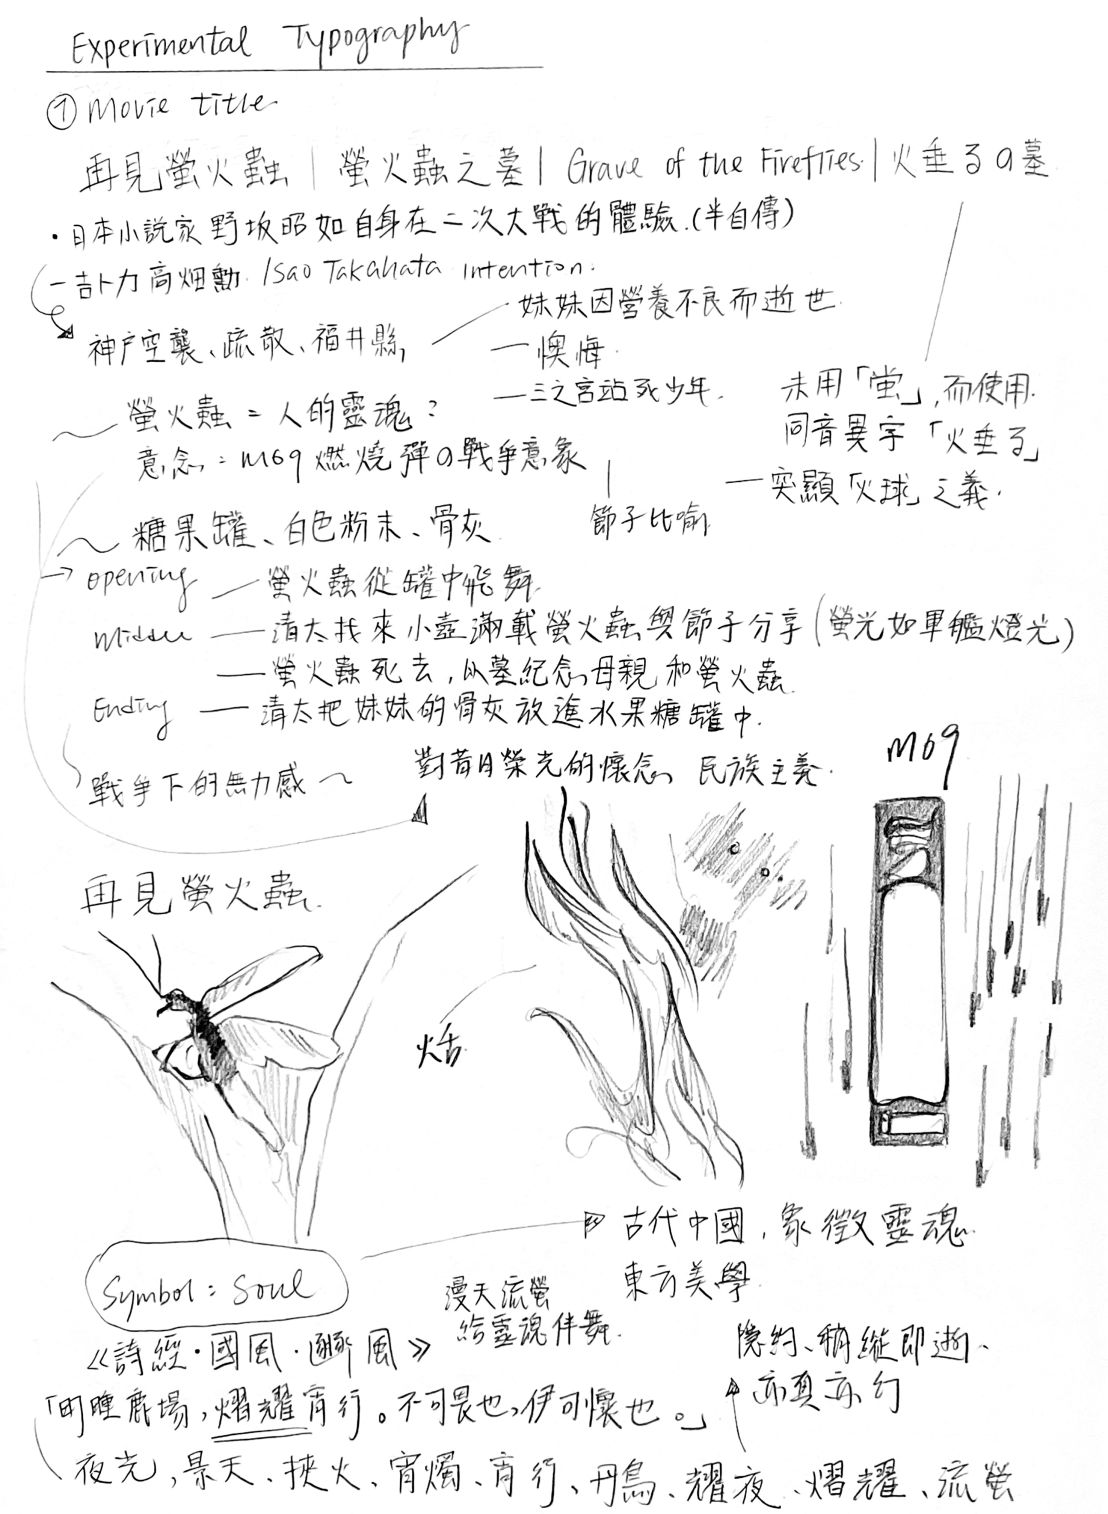 Experimental Typography
① Movie title
再見螢火蟲｜螢火蟲之墓｜Grave of the Fireflies｜火垂るの墓
・日本小說家野坂昭如自身在二次大戰的體驗.(半自傳)
－吉卜力高畑勳. Isao Takahata intention.
神戶空襲、疏散、福井縣,
妹妹因營養不良而逝世
－懊悔.
－三之宮站死少年.
未用「蛍」,而使用.
同音異字「火垂る」
－突顯「火球」之義.
螢火蟲＝人的靈魂？
意念：M69燃燒彈の戰爭意象
節子比喻
糖果罐、白色粉末、骨灰
→ opening －螢火蟲從罐中飛舞
Middle －清太找來小壺滿載螢火蟲與節子分享(螢光如軍艦燈光)
－螢火蟲死去,以墓紀念母親和螢火蟲
Ending －清太把妹妹的骨灰放進水果糖罐中.
戰爭下的無力感～
對昔日榮光的懷念 民族主義.
M69
再見螢火蟲.
火舌
古代中國,象徵靈魂
東方美學
Symbol：Soul
漫天流螢
給靈魂伴舞.
《詩經・國風・豳風》
隱約、稍縱即逝、
亦真亦幻
「町畽鹿場,熠耀宵行。不可畏也,伊可懷也。」
夜光,景天、挾火、宵燭、宵行、丹鳥、耀夜、熠耀、流螢